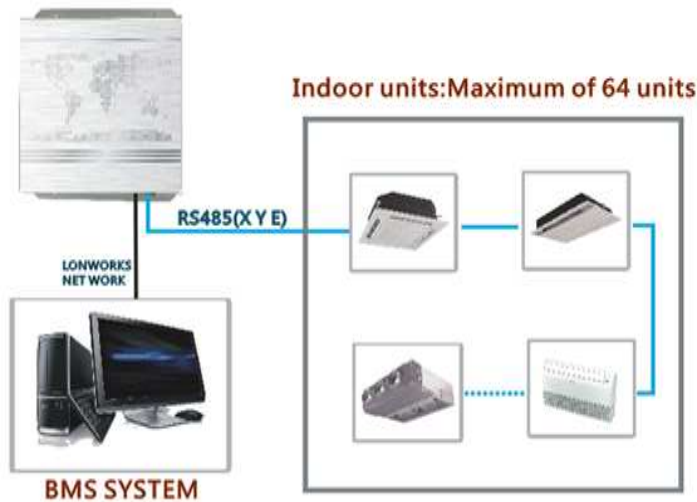 Indoor units:Maximum of 64 units
RS485(X Y E)
LONWORKS
NET WORK
BMS SYSTEM